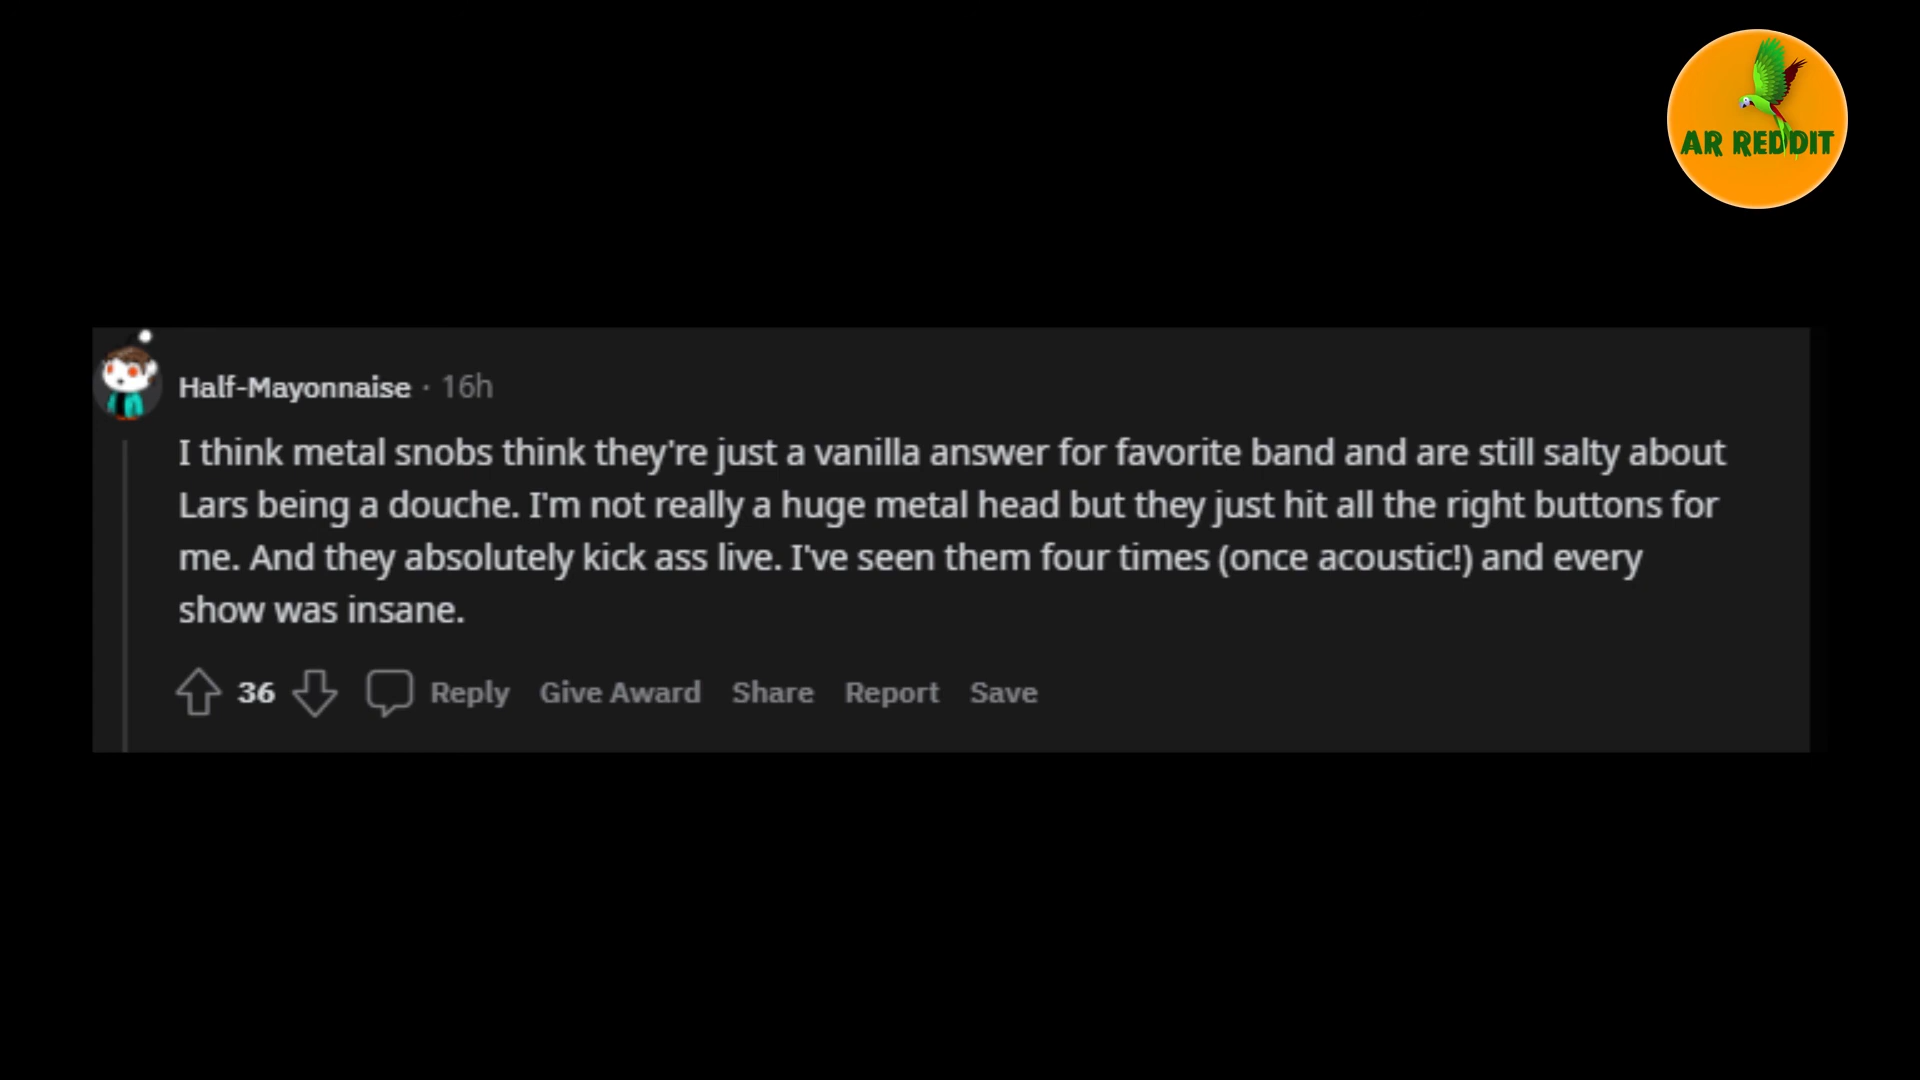 AR REDDIT
Half-Mayonnaise · 16h
I think metal snobs think they're just a vanilla answer for favorite band and are still salty about
Lars being a douche. I'm not really a huge metal head but they just hit all the right buttons for
me. And they absolutely kick ass live. I've seen them four times (once acoustic!) and every
show was insane.
36 Reply Give Award Share Report Save